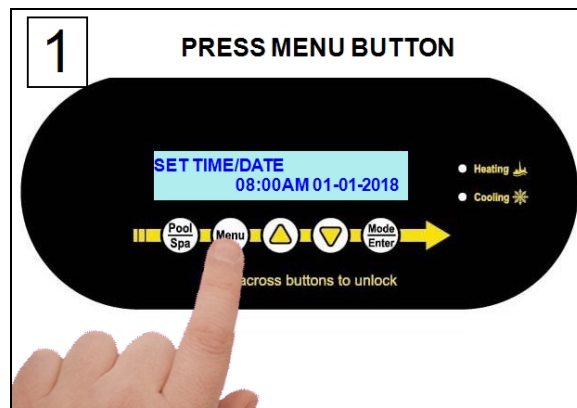 1
PRESS MENU BUTTON
SET TIME/DATE
08:00AM 01-01-2018
Heating
Cooling
Pool
Spa
Menu
Mode
Enter
across buttons to unlock